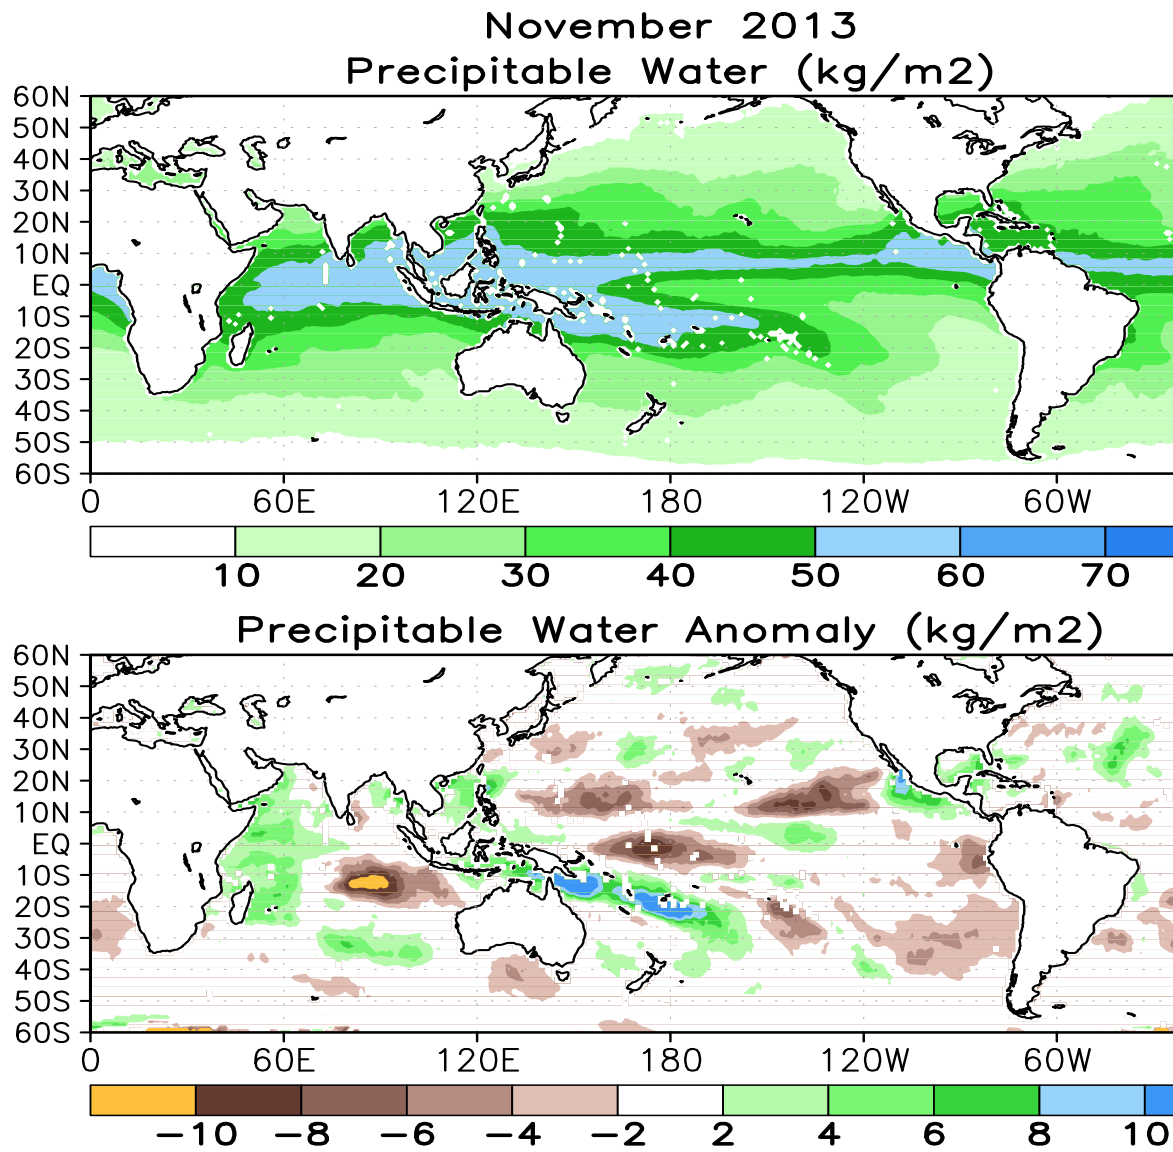 November 2013
Precipitable Water (kg/m2)
60N
50N
40N
30N
20N
10N
EQ
10S
20S
30S
40S
50S
60S
0 60E 120E 180 120W 60W
10 20 30 40 50 60 70
Precipitable Water Anomaly (kg/m2)
60N
50N
40N
30N
20N
10N
EQ
10S
20S
30S
40S
50S
60S
0 60E 120E 180 120W 60W
−10 −8 −6 −4 −2 2 4 6 8 10